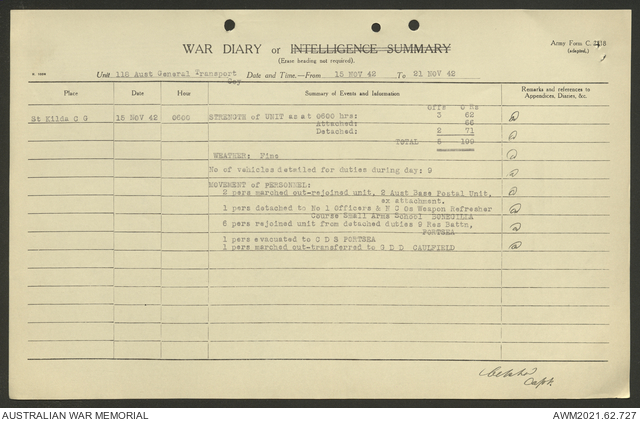 Army Form C. 2118
(adapted.)
WAR DIARY or INTELLIGENCE SUMMARY
(Erase heading not required).
Unit 118 Aust General Transport Coy Date and Time.—From 15 NOV 42 To 21 NOV 42
Place Date Hour Summary of Events and Information Remarks and references to Appendices, Diaries, &c.
Offs O Rs
St Kilda C G 15 NOV 42 0600 STRENGTH of UNIT as at 0600 hrs: 3 62
Attached: 66
Detached: 2 71
TOTAL 5 199
WEATHER: Fine
No of vehicles detailed for duties during day: 9
MOVEMENT of PERSONNEL:
2 pers marched out-rejoined unit, 2 Aust Base Postal Unit,
ex attachment.
1 pers detached to No 1 Officers & N C Os Weapon Refresher
Course Small Arms School BONEGILLA
6 pers rejoined unit from detached duties 9 Res Battn,
PORTSEA
1 pers evacuated to C D S PORTSEA
1 pers marched out-transferred to G D D CAULFIELD
Capt
AUSTRALIAN WAR MEMORIAL AWM2021.62.727